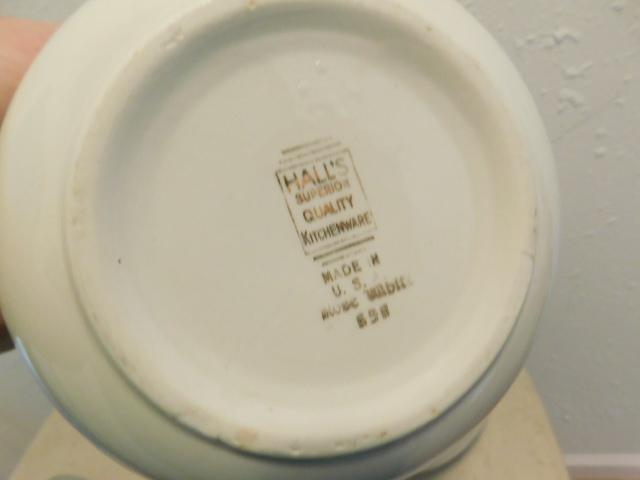 HALL'S
SUPERIOR
QUALITY
KITCHENWARE
MADE IN
U. S. A.